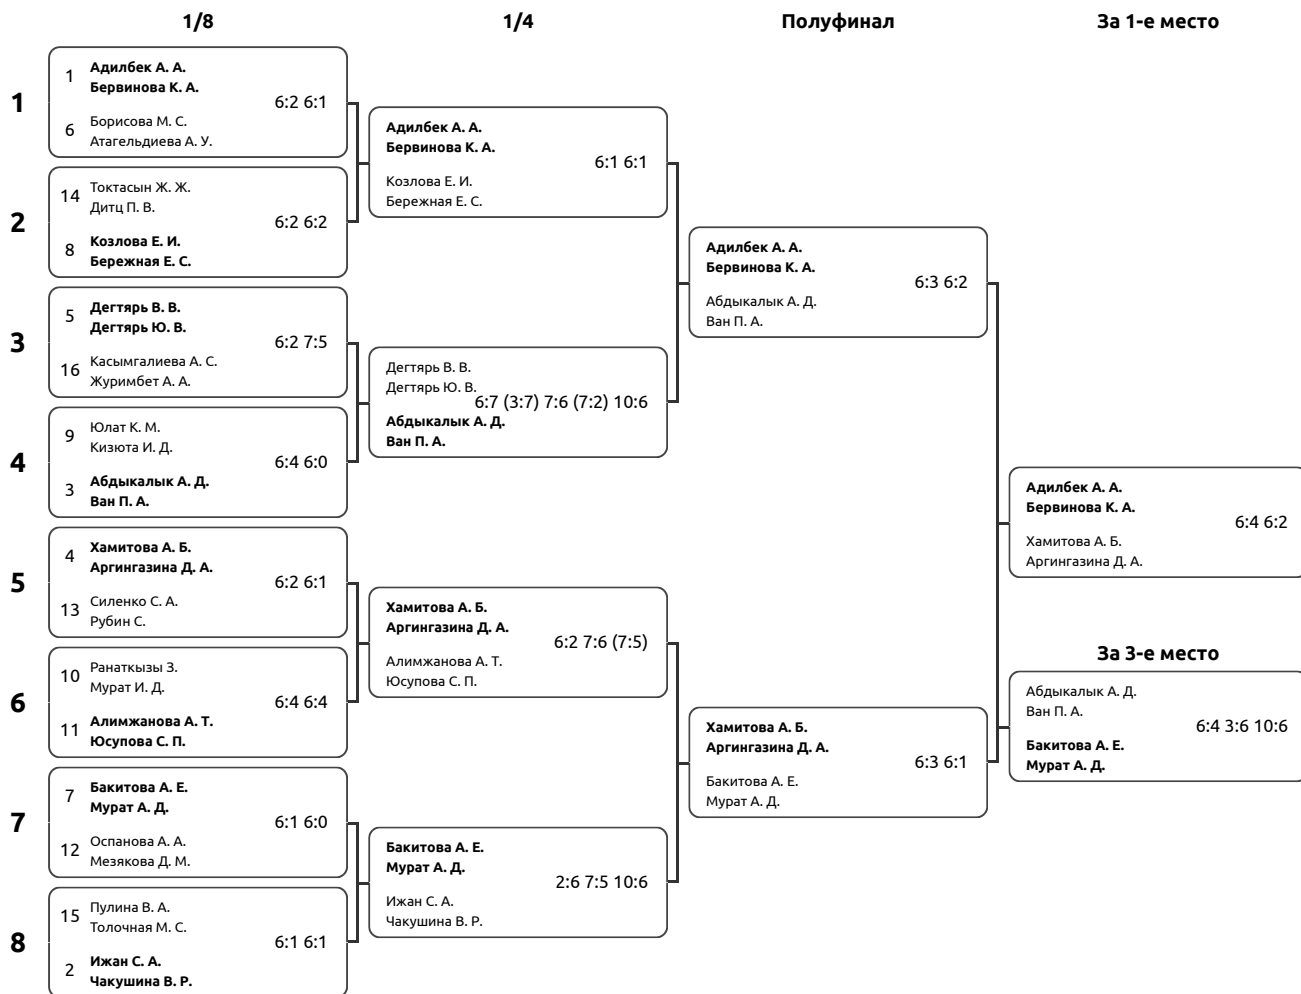 1/8
1/4
Полуфинал
За 1-е место
1
1
Адилбек А. А.
Бервинова К. А.
6:2 6:1
6
Борисова М. С.
Атагельдиева А. У.
2
14
Токтасын Ж. Ж.
Дитц П. В.
6:2 6:2
8
Козлова Е. И.
Бережная Е. С.
3
5
Дегтярь В. В.
Дегтярь Ю. В.
6:2 7:5
16
Касымгалиева А. С.
Журимбет А. А.
4
9
Юлат К. М.
Кизюта И. Д.
6:4 6:0
3
Абдыкалык А. Д.
Ван П. А.
5
4
Хамитова А. Б.
Аргингазина Д. А.
6:2 6:1
13
Силенко С. А.
Рубин С.
6
10
Ранаткызы З.
Мурат И. Д.
6:4 6:4
11
Алимжанова А. Т.
Юсупова С. П.
7
7
Бакитова А. Е.
Мурат А. Д.
6:1 6:0
12
Оспанова А. А.
Мезякова Д. М.
8
15
Пулина В. А.
Толочная М. С.
6:1 6:1
2
Ижан С. А.
Чакушина В. Р.
Адилбек А. А.
Бервинова К. А.
6:1 6:1
Козлова Е. И.
Бережная Е. С.
Дегтярь В. В.
Дегтярь Ю. В.
6:7 (3:7) 7:6 (7:2) 10:6
Абдыкалык А. Д.
Ван П. А.
Хамитова А. Б.
Аргингазина Д. А.
6:2 7:6 (7:5)
Алимжанова А. Т.
Юсупова С. П.
Бакитова А. Е.
Мурат А. Д.
2:6 7:5 10:6
Ижан С. А.
Чакушина В. Р.
Адилбек А. А.
Бервинова К. А.
6:3 6:2
Абдыкалык А. Д.
Ван П. А.
Хамитова А. Б.
Аргингазина Д. А.
6:3 6:1
Бакитова А. Е.
Мурат А. Д.
Адилбек А. А.
Бервинова К. А.
6:4 6:2
Хамитова А. Б.
Аргингазина Д. А.
За 3-е место
Абдыкалык А. Д.
Ван П. А.
6:4 3:6 10:6
Бакитова А. Е.
Мурат А. Д.